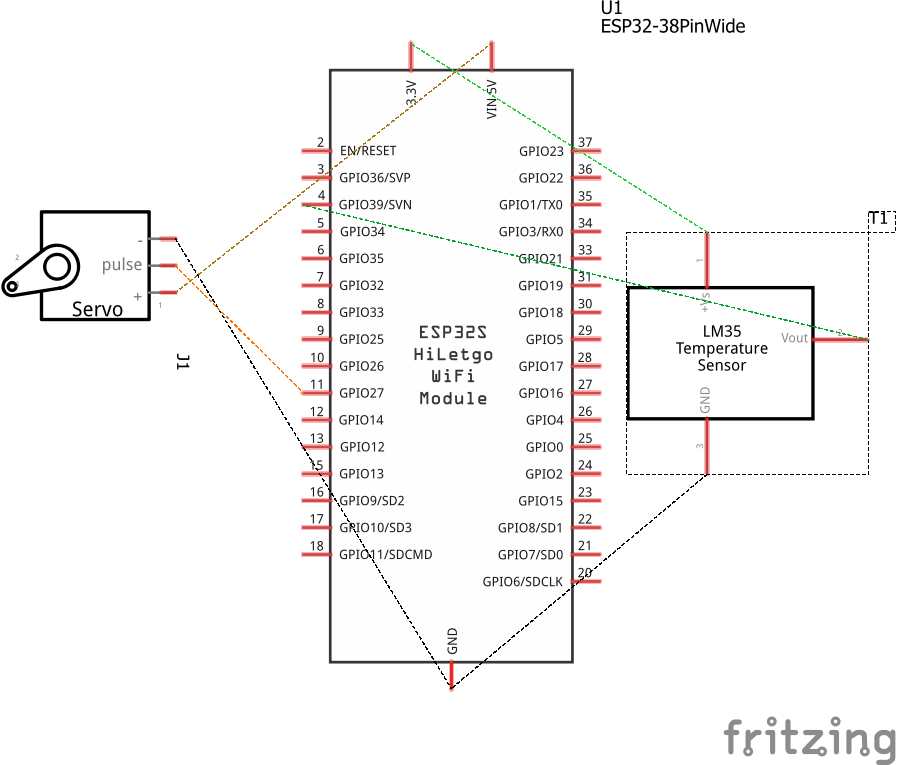 U1
ESP32-38PinWide
3.3V
VIN 5V
2 EN/RESET
3 GPIO36/SVP
4 GPIO39/SVN
5 GPIO34
6 GPIO35
7 GPIO32
8 GPIO33
9 GPIO25
10 GPIO26
11 GPIO27
12 GPIO14
13 GPIO12
15 GPIO13
16 GPIO9/SD2
17 GPIO10/SD3
18 GPIO11/SDCMD
GPIO23 37
GPIO22 36
GPIO1/TX0 35
GPIO3/RX0 34
GPIO21 33
GPIO19 31
GPIO18 30
GPIO5 29
GPIO17 28
GPIO16 27
GPIO4 26
GPIO0 25
GPIO2 24
GPIO15 23
GPIO8/SD1 22
GPIO7/SD0 21
GPIO6/SDCLK 20
GND
ESP32S
HiLetgo
WiFi
Module
-
pulse
+
2
1
Servo
J1
T1
1
+Vs
LM35
Temperature
Sensor
Vout
2
GND
3
fritzing